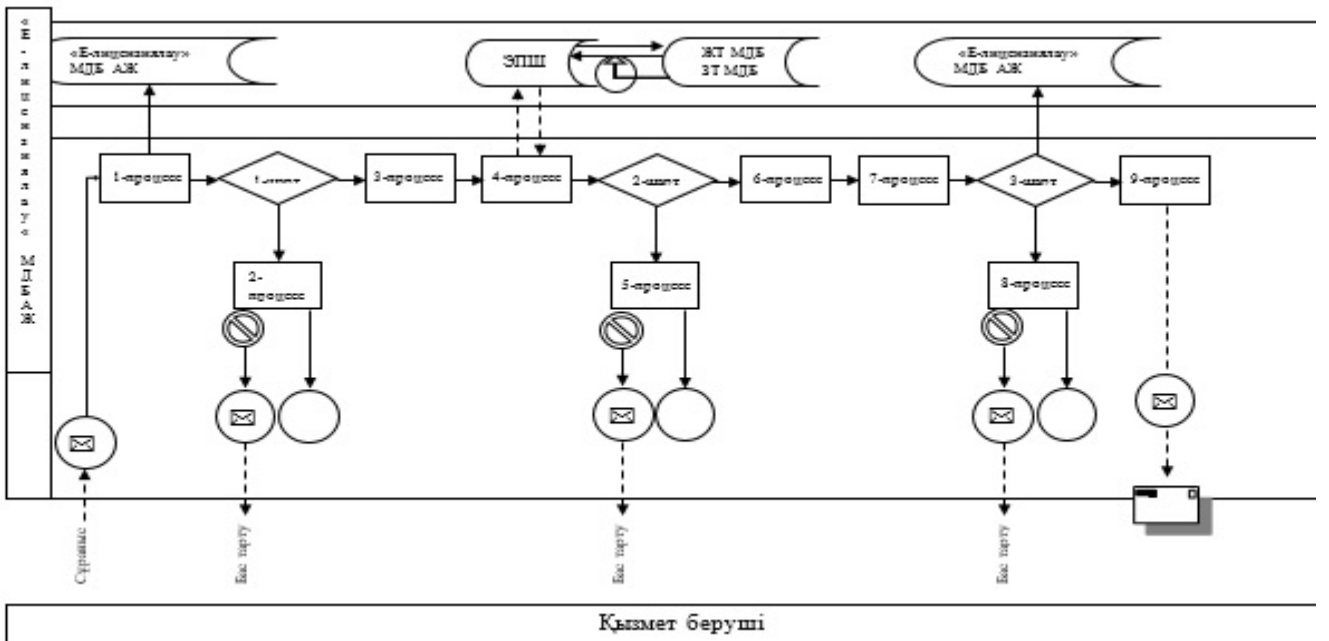 «Е-лицензиялау» МДБ АЖ
«Е-лицензиялау»
МДБ АЖ
ЭПШ
ЖТ МДБ
ЗТ МДБ
«Е-лицензиялау»
МДБ АЖ
1-процесс
1-шарт
3-процесс
4-процесс
2-шарт
6-процесс
7-процесс
3-шарт
9-процесс
2-
процесс
5-процесс
8-процесс
Сұраныс
Бас тарту
Бас тарту
Бас тарту
Қызмет беруші